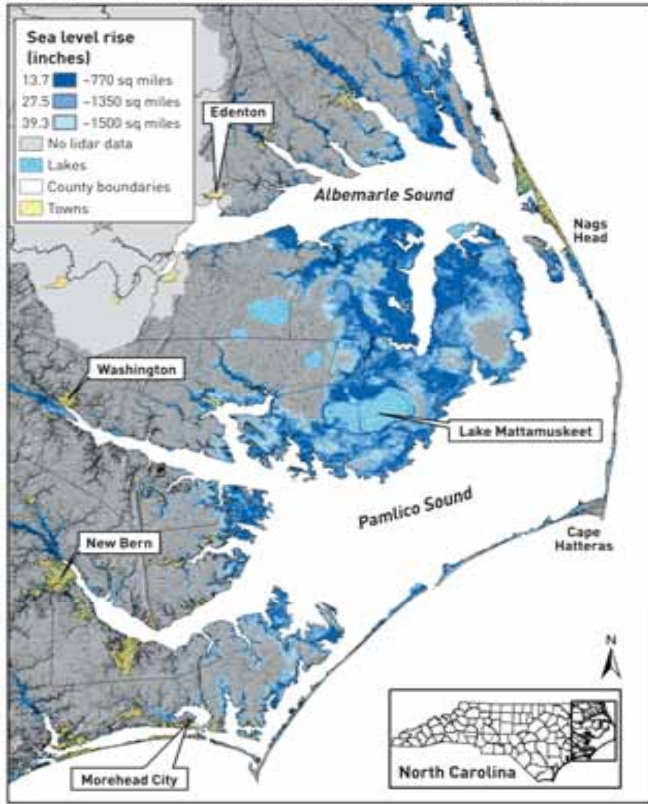 Sea level rise
(inches)
13.7 ~770 sq miles
27.5 ~1350 sq miles
39.3 ~1500 sq miles
No lidar data
Lakes
County boundaries
Towns
Edenton
Albemarle Sound
Nags
Head
Washington
Lake Mattamuskeet
Pamlico Sound
New Bern
Cape
Hatteras
N
Morehead City
North Carolina